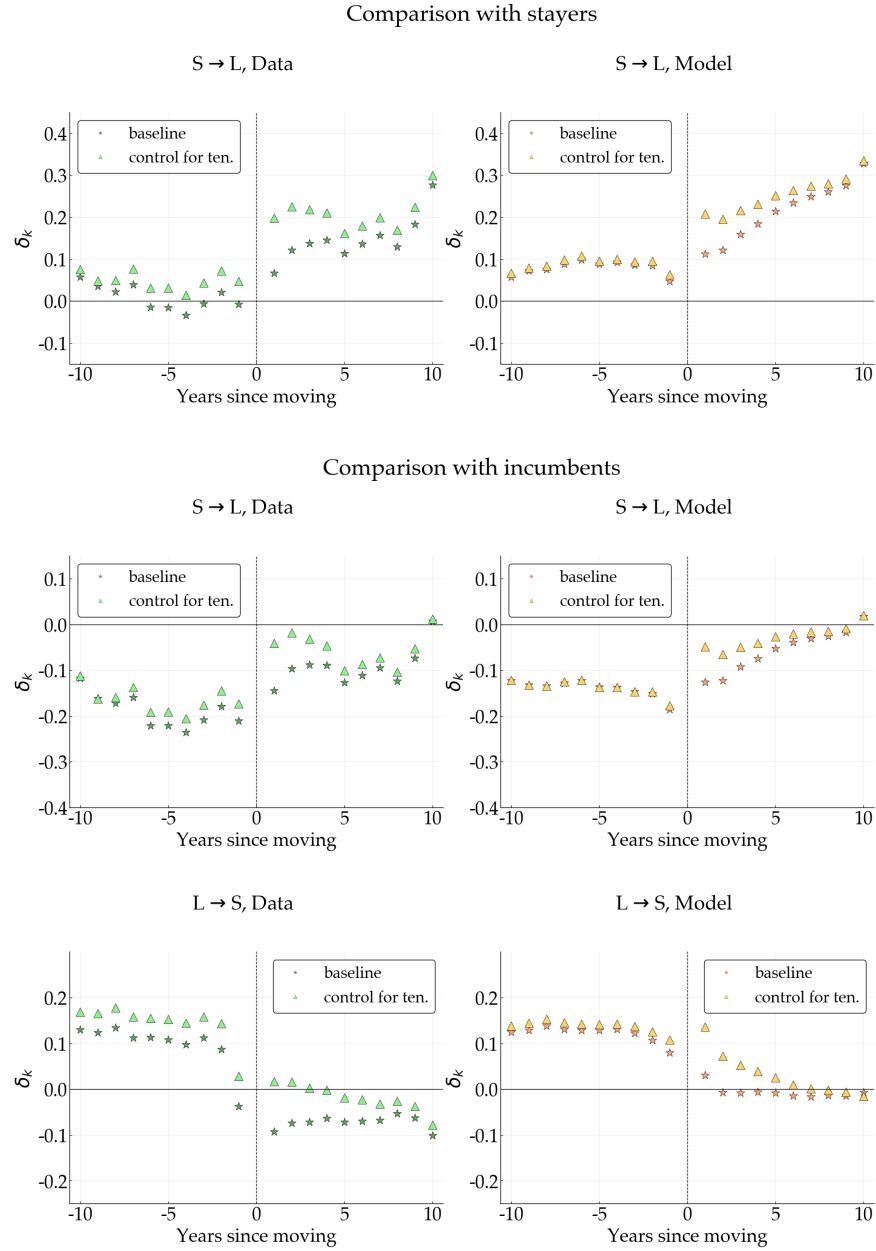 Comparison with stayers
S → L, Data
S → L, Model
baseline
control for ten.
baseline
control for ten.
0.4
0.3
0.2
0.1
0.0
-0.1
δk
-10 -5 0 5 10
Years since moving
0.4
0.3
0.2
0.1
0.0
-0.1
δk
-10 -5 0 5 10
Years since moving
Comparison with incumbents
S → L, Data
S → L, Model
baseline
control for ten.
baseline
control for ten.
0.1
0.0
-0.1
-0.2
-0.3
-0.4
δk
-10 -5 0 5 10
Years since moving
0.1
0.0
-0.1
-0.2
-0.3
-0.4
δk
-10 -5 0 5 10
Years since moving
L → S, Data
L → S, Model
baseline
control for ten.
baseline
control for ten.
0.2
0.1
0.0
-0.1
-0.2
δk
-10 -5 0 5 10
Years since moving
0.2
0.1
0.0
-0.1
-0.2
δk
-10 -5 0 5 10
Years since moving